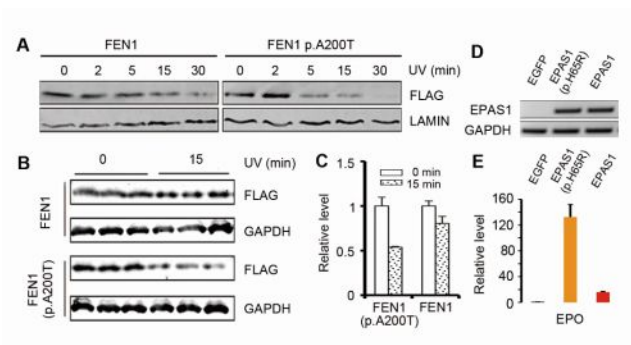 A
FEN1
FEN1 p.A200T
0 2 5 15 30 0 2 5 15 30 UV (min)
FLAG
LAMIN
B
0 15 UV (min)
FEN1
FLAG
GAPDH
FEN1
(p.A200T)
FLAG
GAPDH
C
Relative level
1.5
1
0.5
0
0 min
15 min
FEN1
(p.A200T)
FEN1
D
EGFP
EPAS1
(p.H65R)
EPAS1
EPAS1
GAPDH
E
EGFP
EPAS1
(p.H65R)
EPAS1
Relative level
160
120
80
40
0
EPO